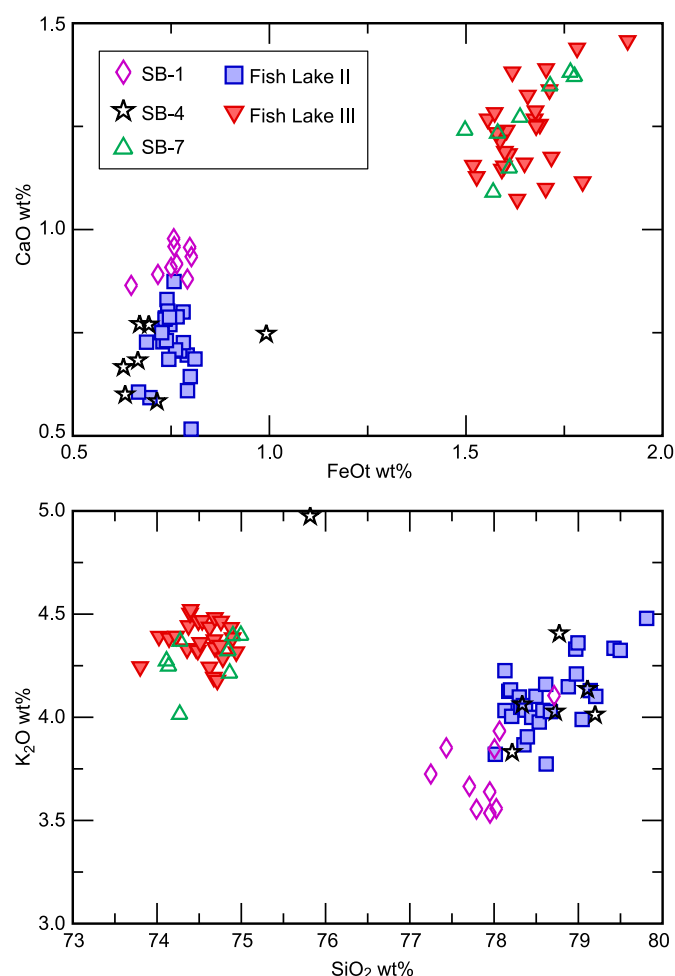 1.5
SB-1 Fish Lake II
SB-4 Fish Lake III
SB-7
CaO wt%
1.0
0.5
0.5 1.0 1.5 2.0
FeOt wt%
5.0
4.5
K₂O wt%
4.0
3.5
3.0
73 74 75 76 77 78 79 80
SiO₂ wt%